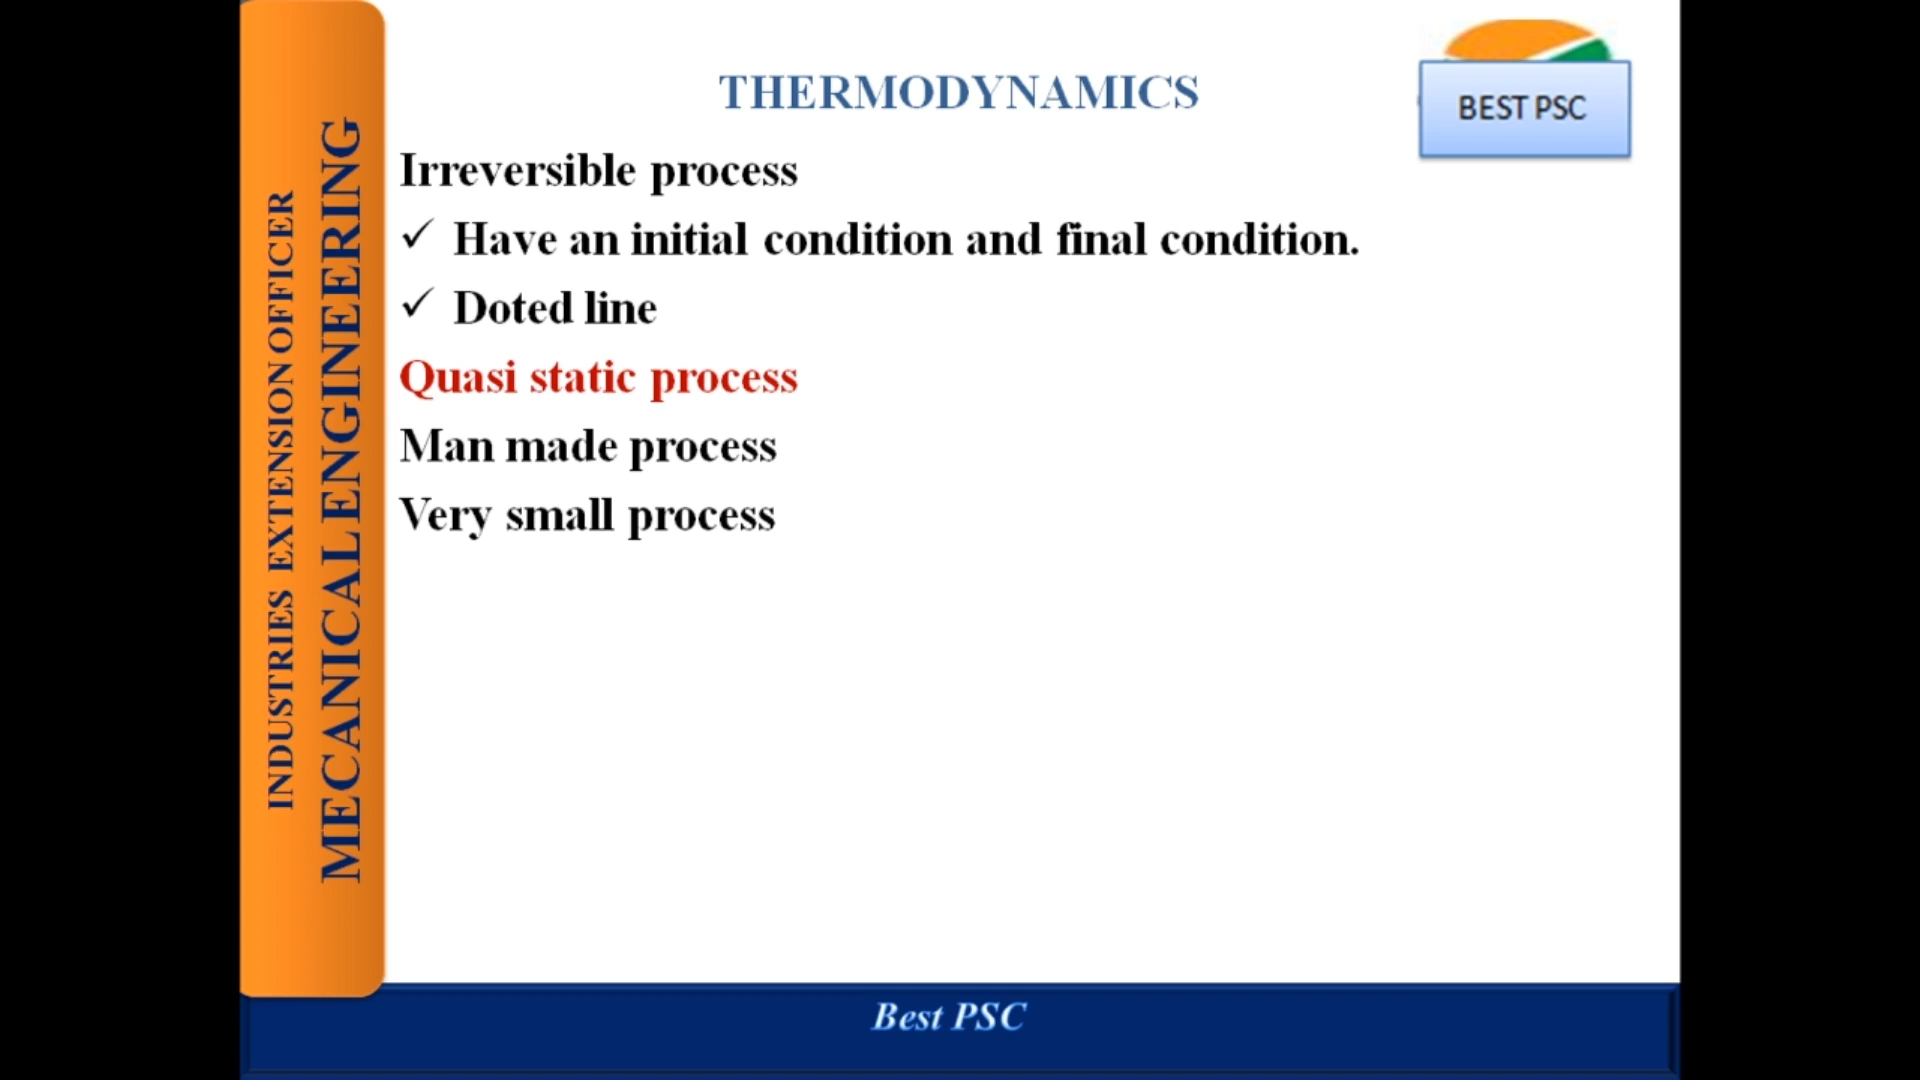 THERMODYNAMICS
BEST PSC
Irreversible process
✓ Have an initial condition and final condition.
✓ Doted line
Quasi static process
Man made process
Very small process
INDUSTRIES EXTENSION OFFICER
MECANICAL ENGINEERING
Best PSC